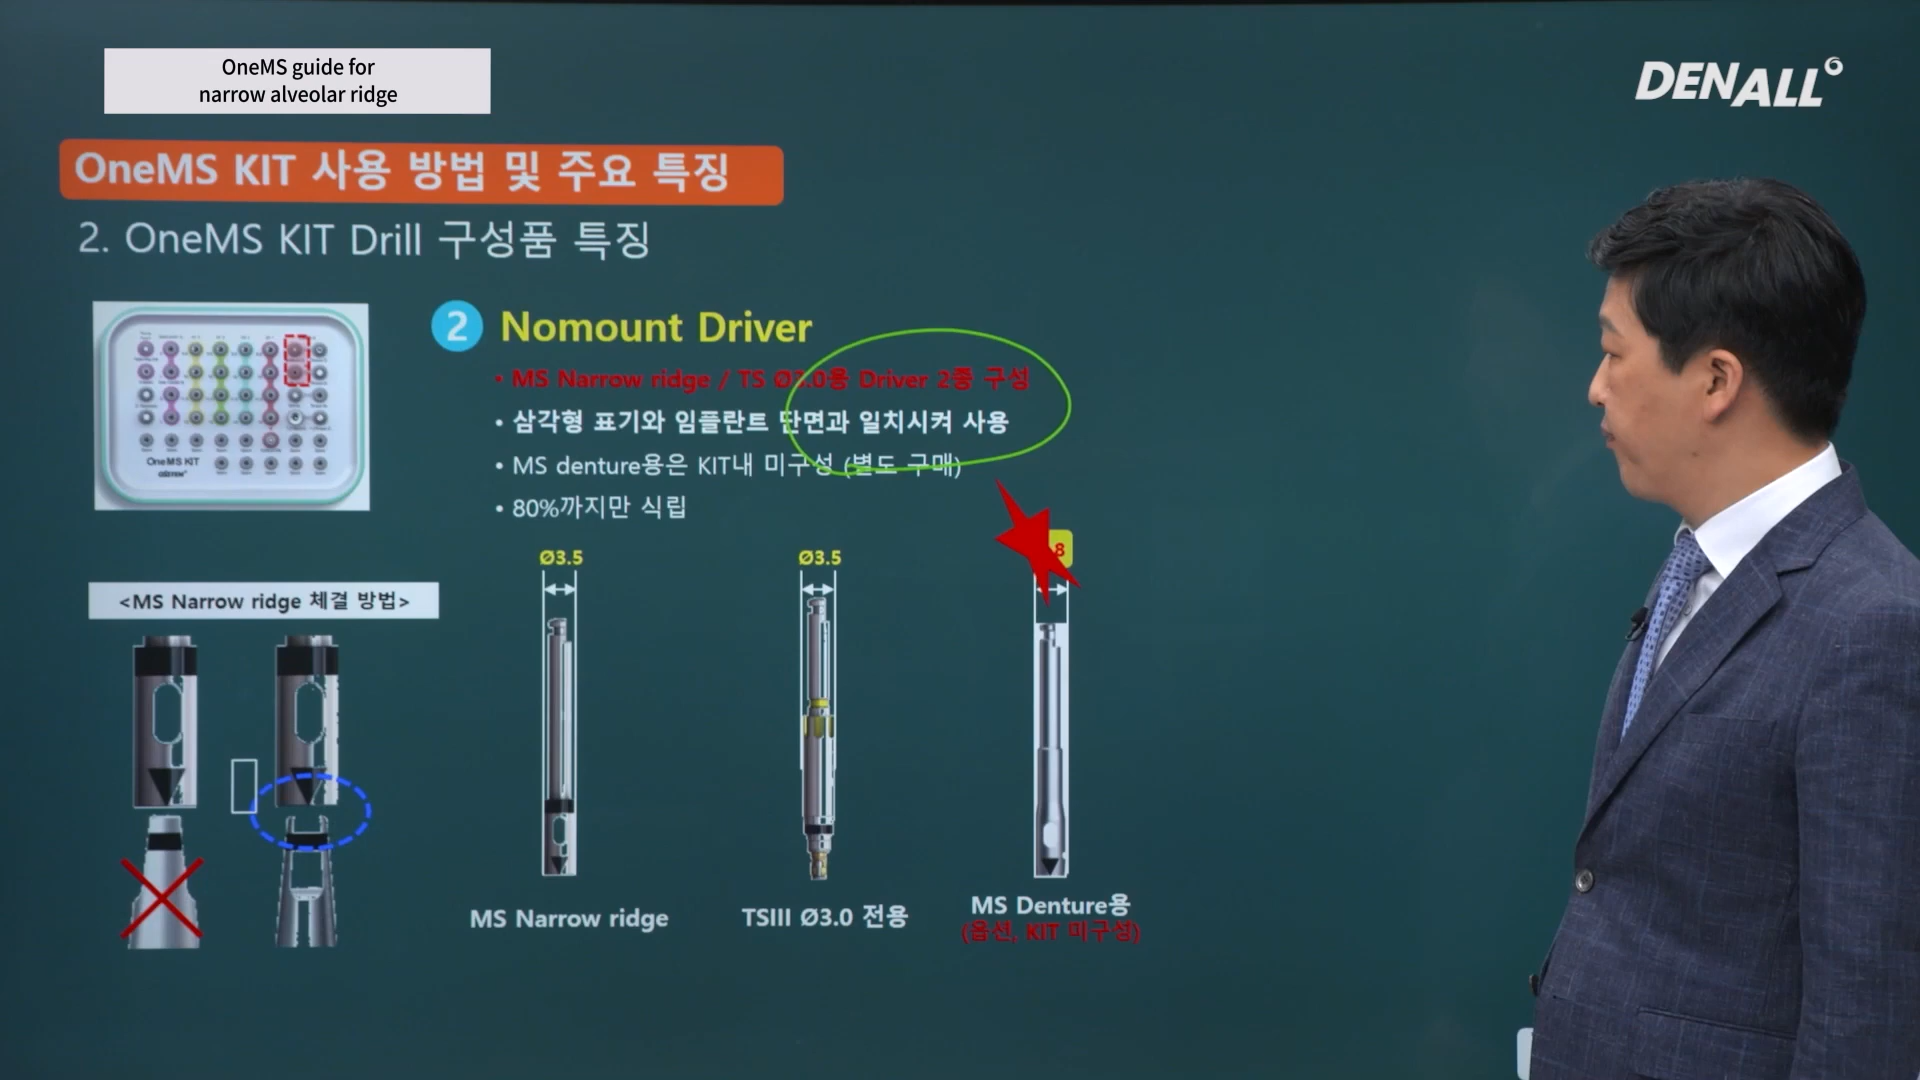 OneMS guide for
narrow alveolar ridge
DENALL
OneMS KIT 사용 방법 및 주요 특징
2. OneMS KIT Drill 구성품 특징
2 Nomount Driver
• MS Narrow ridge / TS Ø3.0용 Driver 2종 구성
• 삼각형 표기와 임플란트 단면과 일치시켜 사용
• MS denture용은 KIT내 미구성 (별도 구매)
• 80%까지만 식립
OneMS KIT
Ø3.5
Ø3.5
8
<MS Narrow ridge 체결 방법>
MS Narrow ridge
TSIII Ø3.0 전용
MS Denture용
(옵션, KIT 미구성)